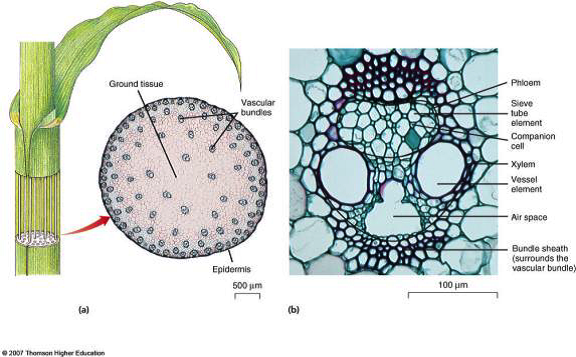 Ground tissue
Vascular
bundles
Epidermis
500 µm
(a)
Phloem
Sieve
tube
element
Companion
cell
Xylem
Vessel
element
Air space
Bundle sheath
(surrounds the
vascular bundle)
100 µm
(b)
© 2007 Thomson Higher Education